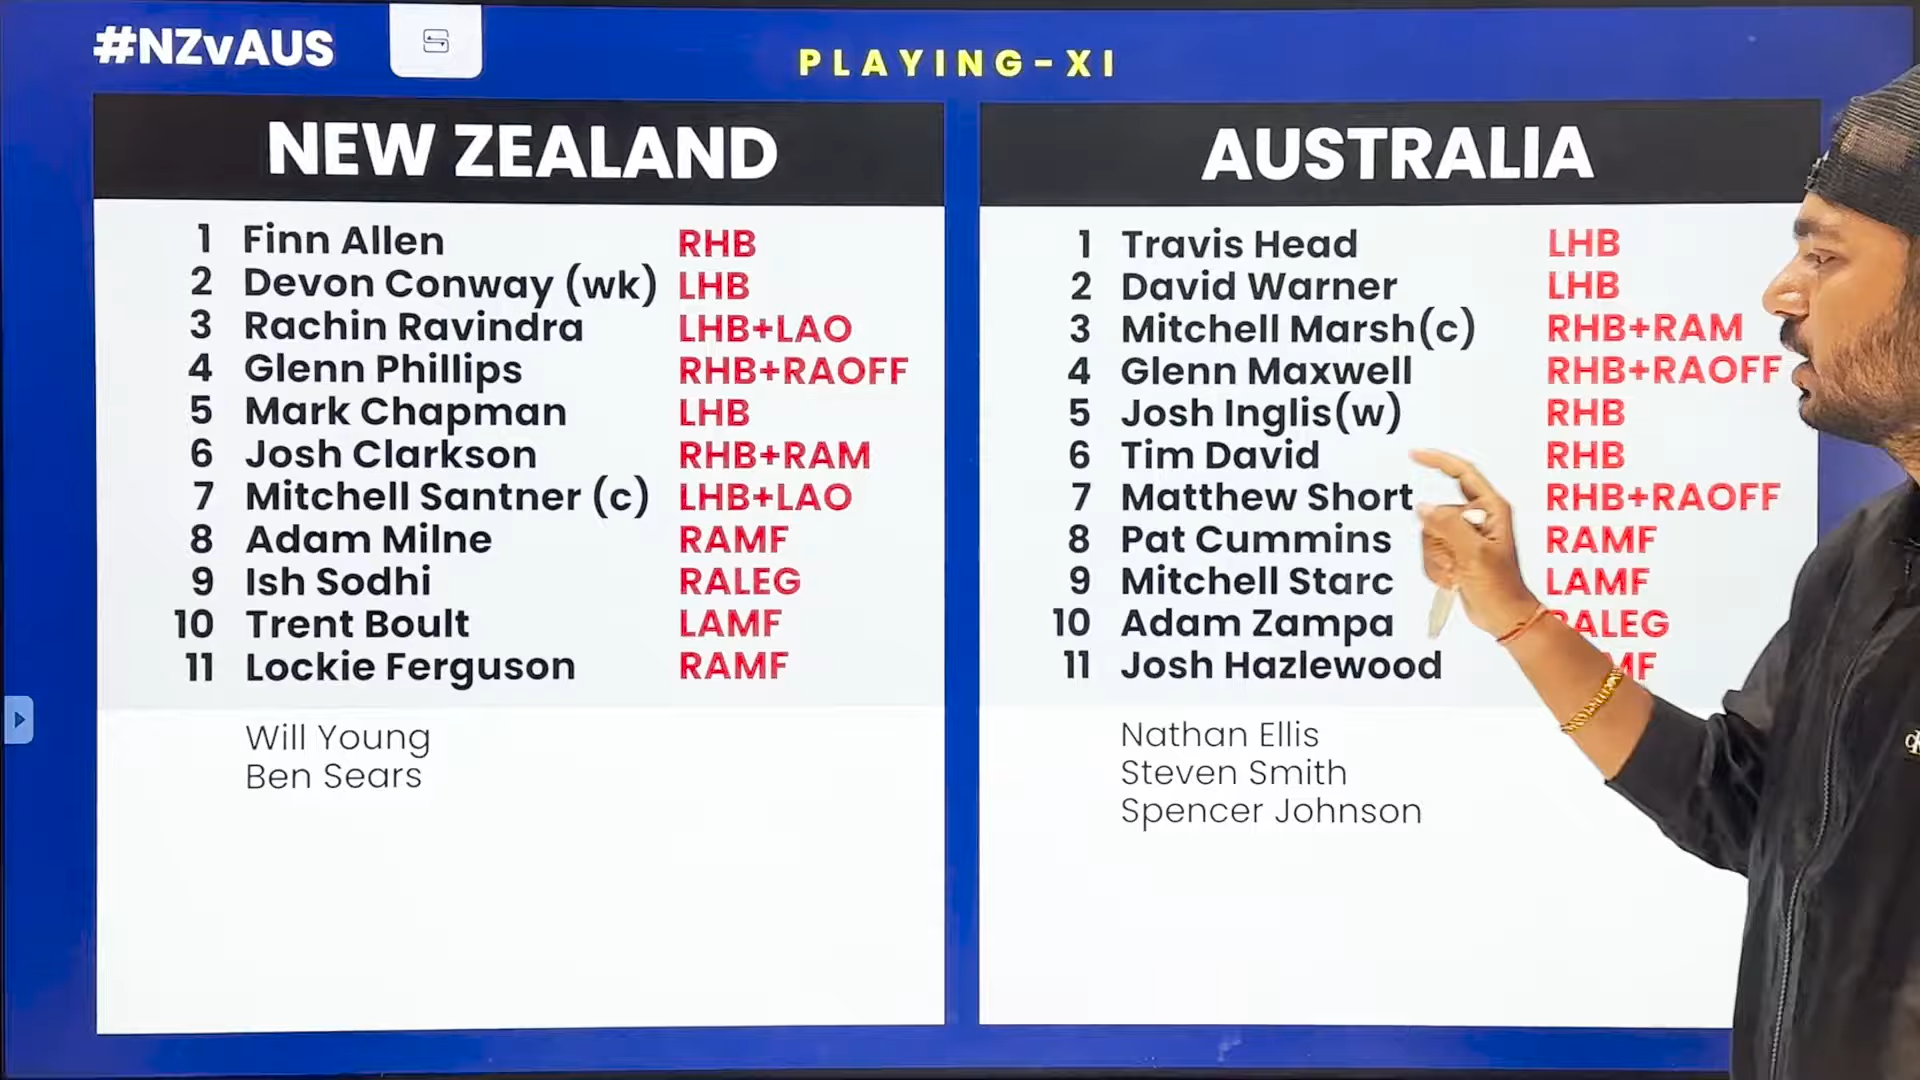 #NZvAUS
PLAYING-XI
NEW ZEALAND
1 Finn Allen RHB
2 Devon Conway (wk) LHB
3 Rachin Ravindra LHB+LAO
4 Glenn Phillips RHB+RAOFF
5 Mark Chapman LHB
6 Josh Clarkson RHB+RAM
7 Mitchell Santner (c) LHB+LAO
8 Adam Milne RAMF
9 Ish Sodhi RALEG
10 Trent Boult LAMF
11 Lockie Ferguson RAMF
Will Young
Ben Sears
AUSTRALIA
1 Travis Head LHB
2 David Warner LHB
3 Mitchell Marsh(c) RHB+RAM
4 Glenn Maxwell RHB+RAOFF
5 Josh Inglis(w) RHB
6 Tim David RHB
7 Matthew Short RHB+RAOFF
8 Pat Cummins RAMF
9 Mitchell Starc LAMF
10 Adam Zampa RALEG
11 Josh Hazlewood
Nathan Ellis
Steven Smith
Spencer Johnson